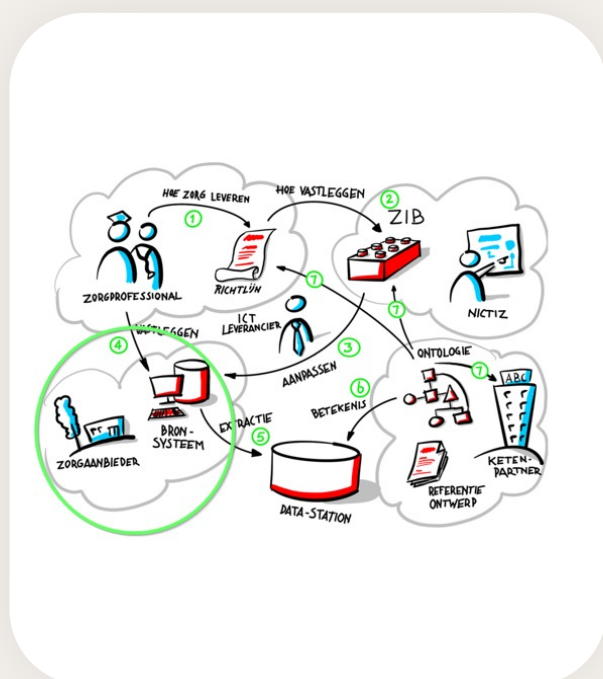 HOE ZORG LEVEREN
1
HOE VASTLEGGEN
2
ZIB
ZORGPROFESSIONAL
RICHTLIJN
7
NICTIZ
ICT
LEVERANCIER
VASTLEGGEN
4
3
AANPASSEN
7
ONTOLOGIE
7
ABC
6
BETEKENIS
BRON-
SYSTEEM
EXTRACTIE
5
ZORGAANBIEDER
KETEN-
PARTNER
REFERENTIE
ONTWERP
DATA-STATION